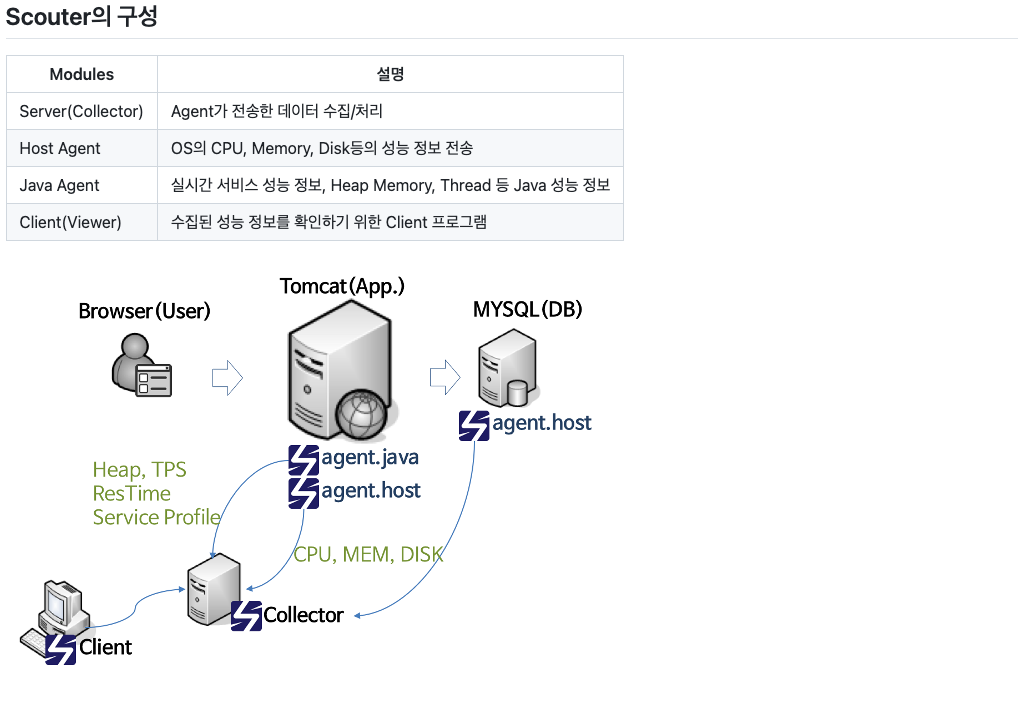 Scouter의 구성
Modules 설명
Server(Collector) Agent가 전송한 데이터 수집/처리
Host Agent OS의 CPU, Memory, Disk등의 성능 정보 전송
Java Agent 실시간 서비스 성능 정보, Heap Memory, Thread 등 Java 성능 정보
Client(Viewer) 수집된 성능 정보를 확인하기 위한 Client 프로그램
Tomcat(App.)
Browser(User)
MYSQL(DB)
agent.host
agent.java
agent.host
Heap, TPS
ResTime
Service Profile
CPU, MEM, DISK
Collector
Client